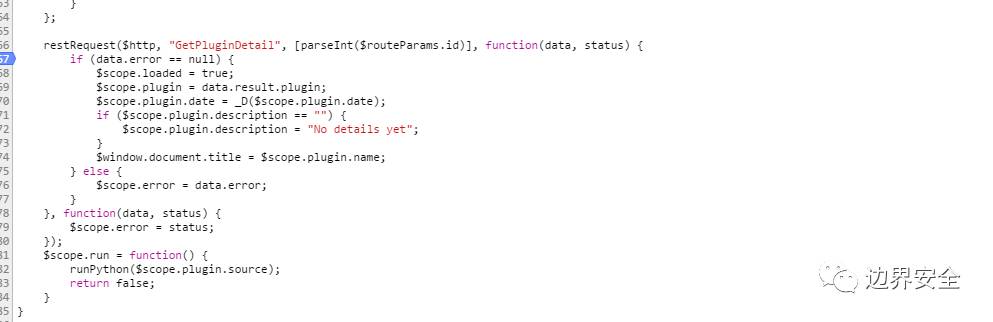 63         }
64     };
65
66     restRequest($http, "GetPluginDetail", [parseInt($routeParams.id)], function(data, status) {
67         if (data.error == null) {
68             $scope.loaded = true;
69             $scope.plugin = data.result.plugin;
70             $scope.plugin.date = _D($scope.plugin.date);
71             if ($scope.plugin.description == "") {
72                 $scope.plugin.description = "No details yet";
73             }
74             $window.document.title = $scope.plugin.name;
75         } else {
76             $scope.error = data.error;
77         }
78     }, function(data, status) {
79         $scope.error = status;
80     });
81     $scope.run = function() {
82         runPython($scope.plugin.source);
83         return false;
84     }
85 }
边界安全